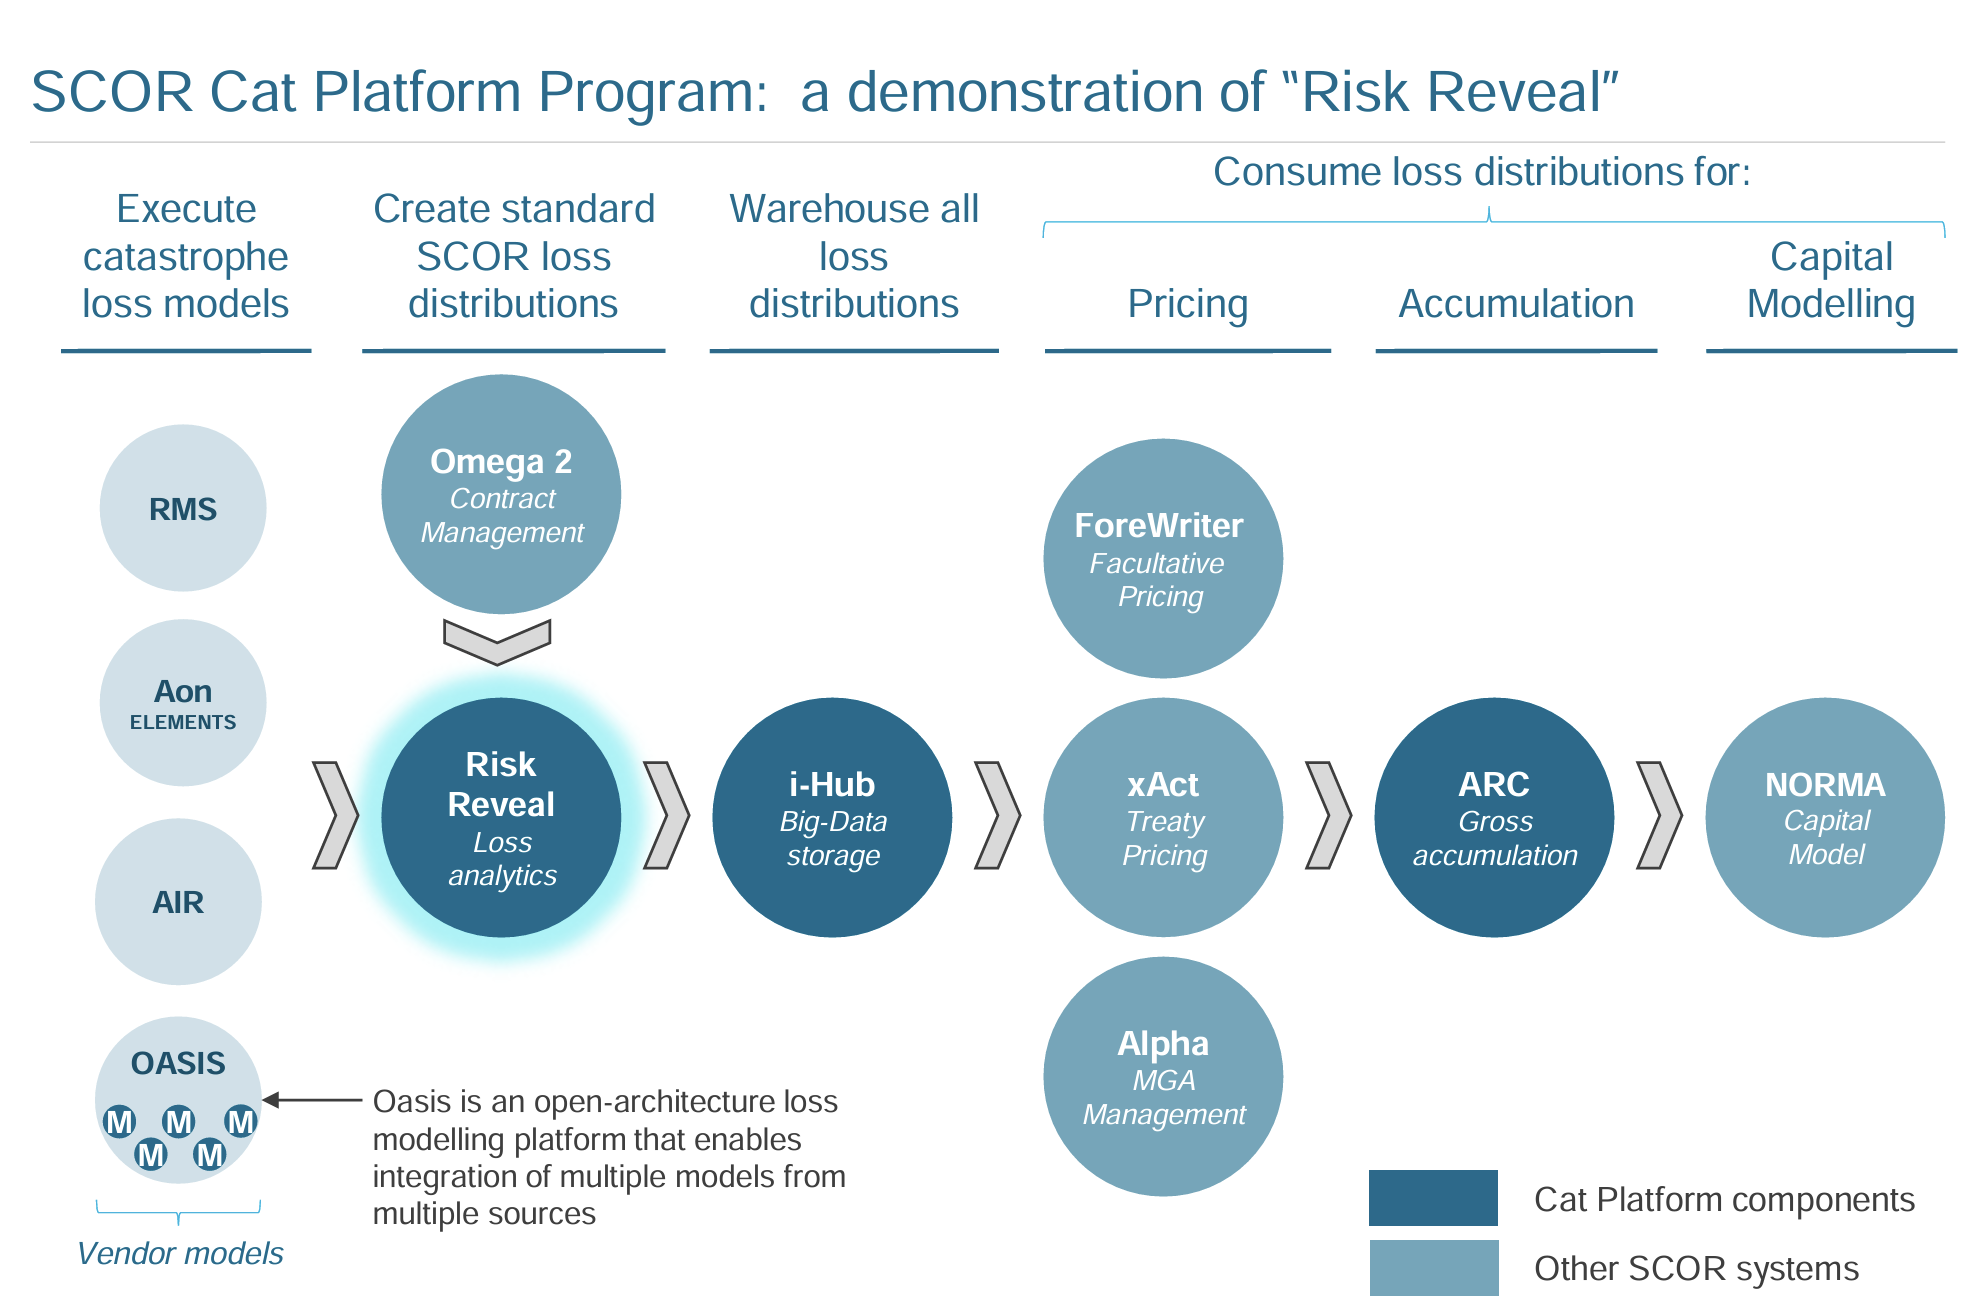 SCOR Cat Platform Program:  a demonstration of “Risk Reveal”
Consume loss distributions for:
Execute
catastrophe
loss models
Create standard
SCOR loss
distributions
Warehouse all
loss
distributions
Pricing
Accumulation
Capital
Modelling
RMS
Aon
ELEMENTS
AIR
OASIS
M M M
M M
Vendor models
Omega 2
Contract
Management
Risk
Reveal
Loss
analytics
Oasis is an open-architecture loss
modelling platform that enables
integration of multiple models from
multiple sources
i-Hub
Big-Data
storage
ForeWriter
Facultative
Pricing
xAct
Treaty
Pricing
Alpha
MGA
Management
ARC
Gross
accumulation
NORMA
Capital
Model
Cat Platform components
Other SCOR systems